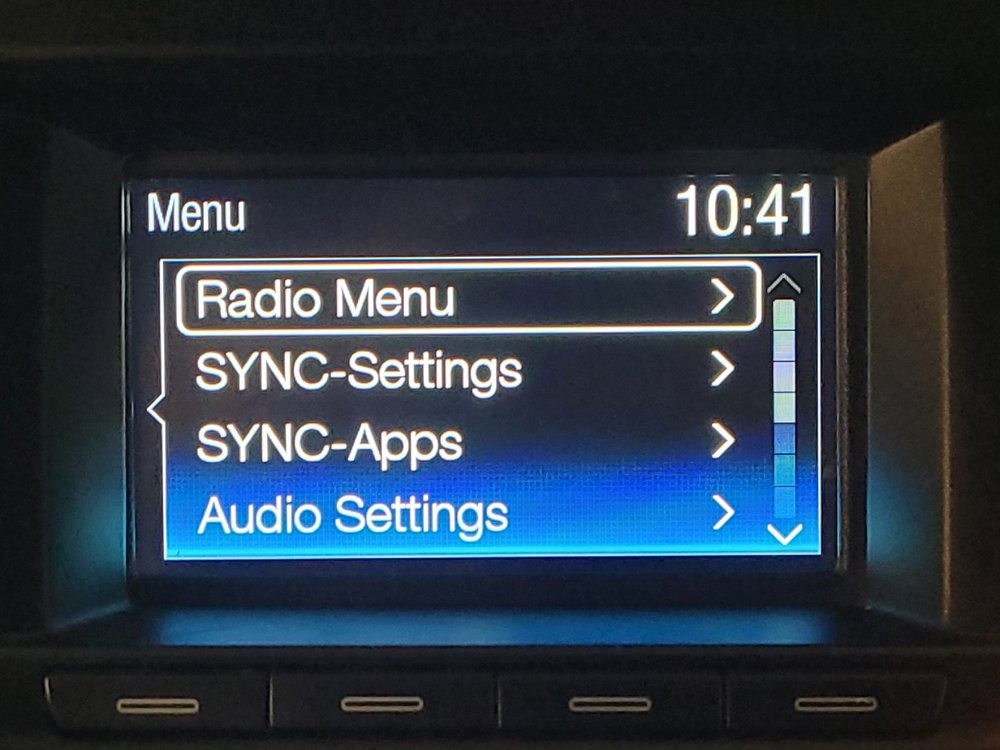 Menu 10:41
Radio Menu
SYNC-Settings
SYNC-Apps
Audio Settings